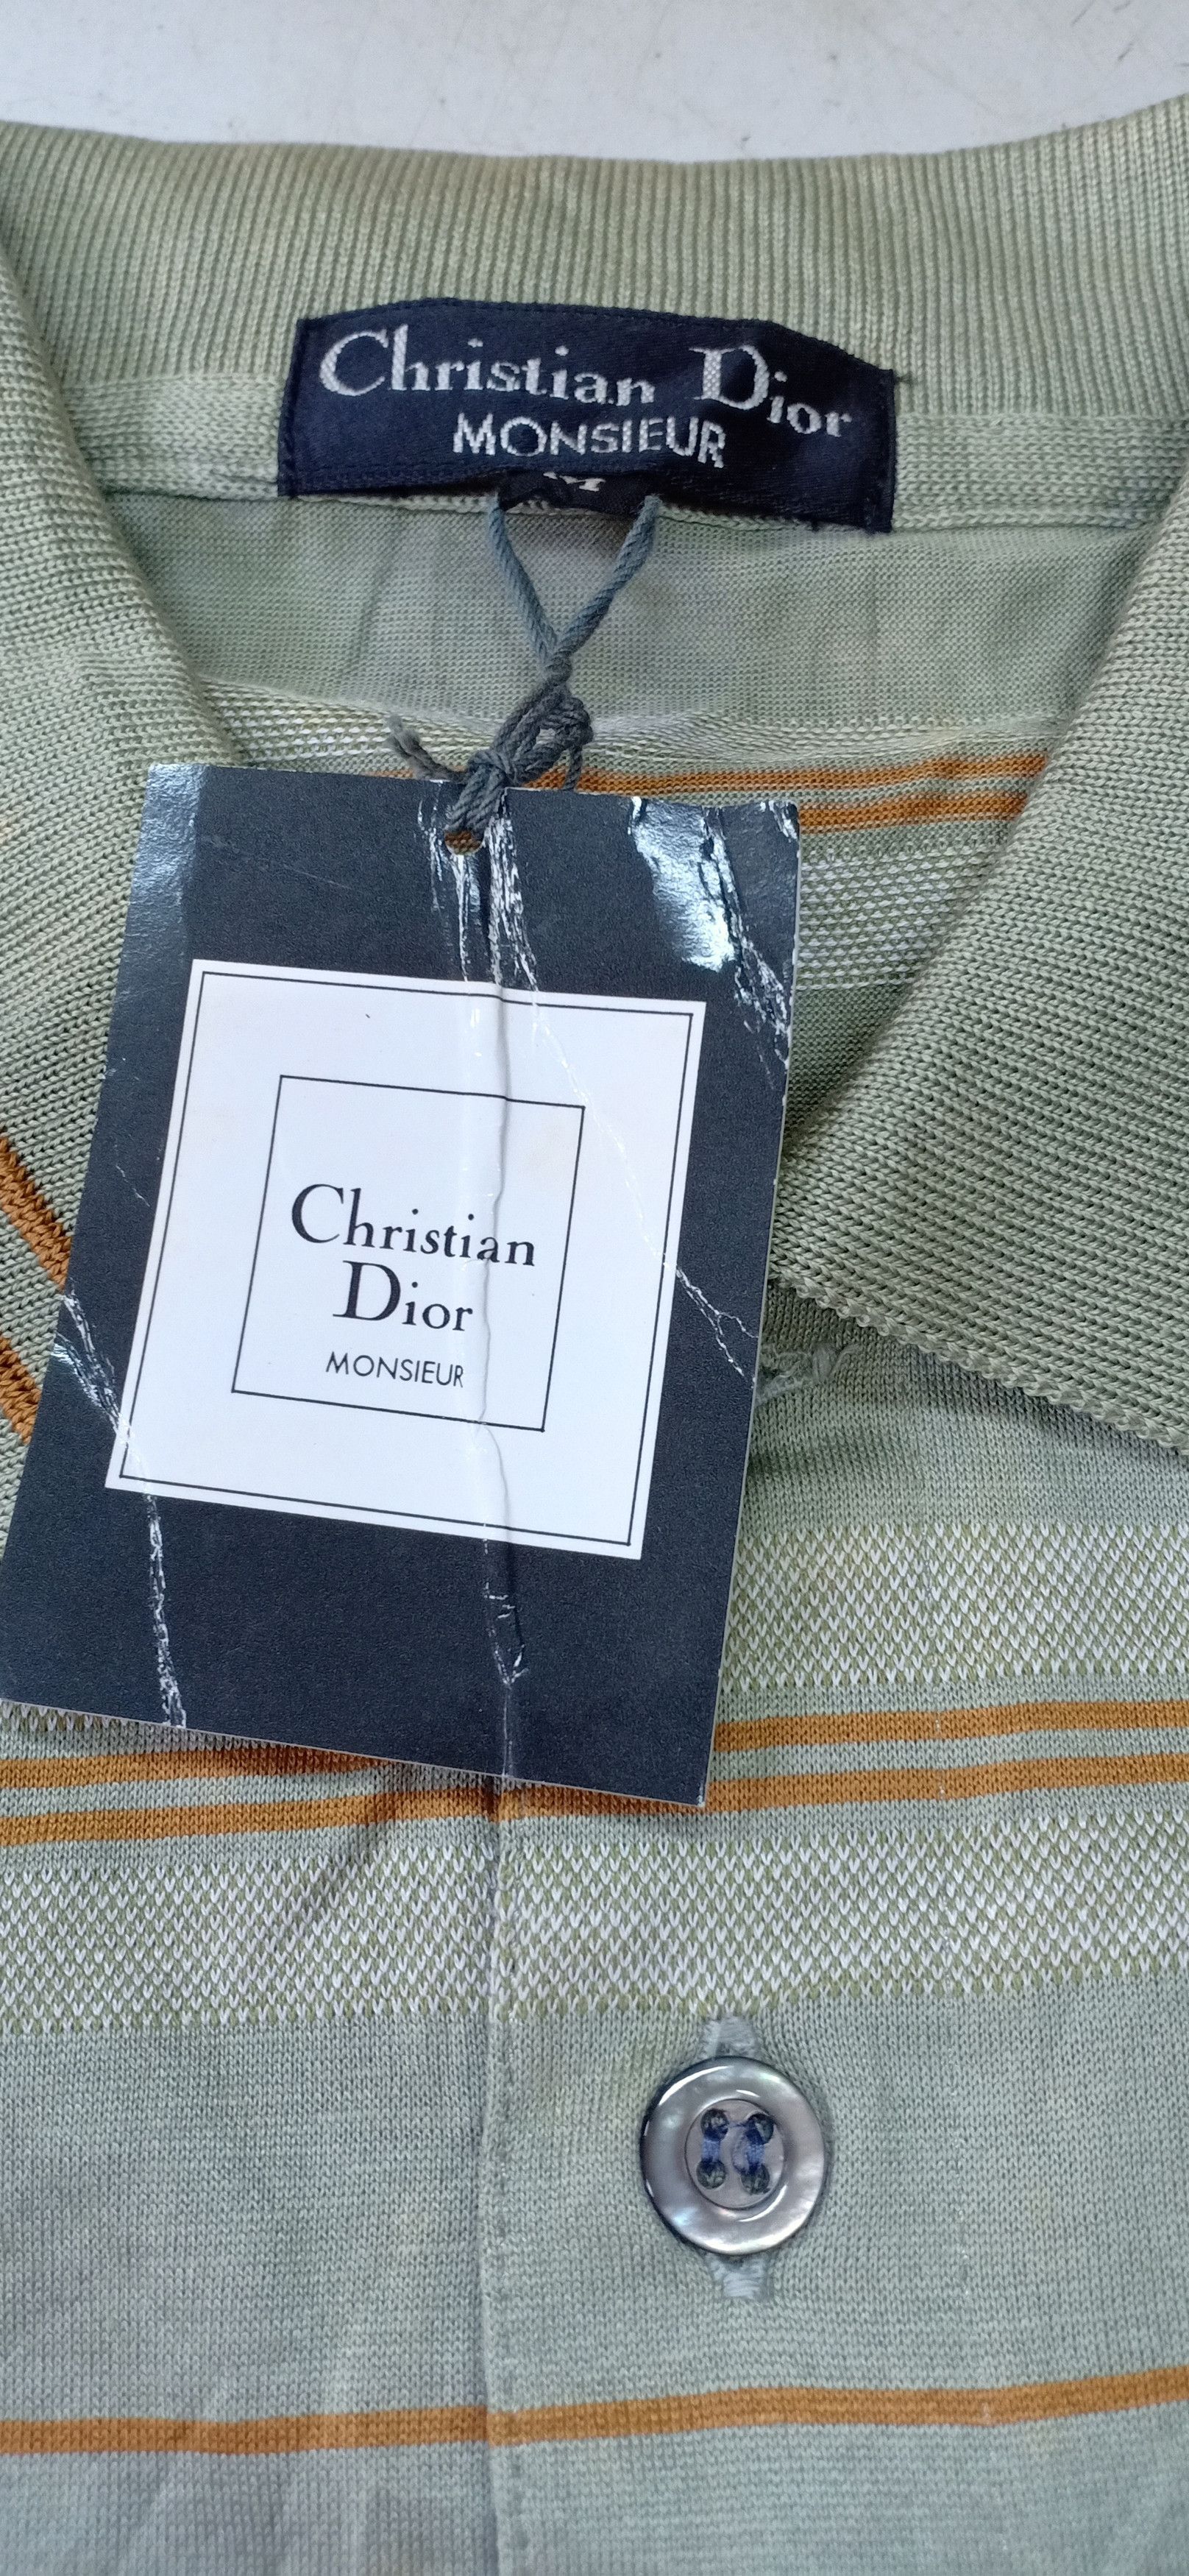 Christian Dior
MONSIEUR
M
Christian
Dior
MONSIEUR